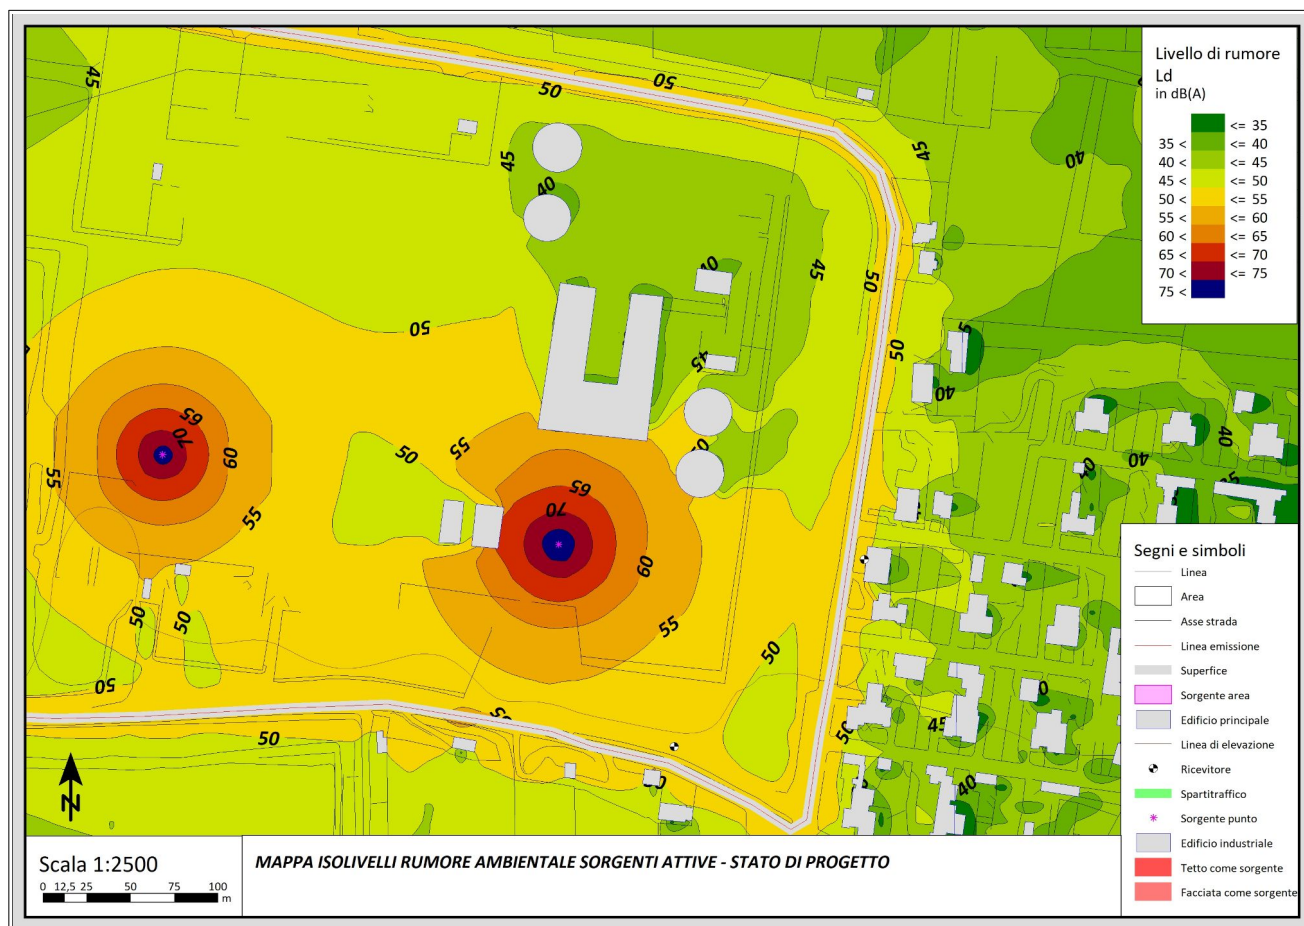 Livello di rumore
Ld
in dB(A)
<= 35
35 < <= 40
40 < <= 45
45 < <= 50
50 < <= 55
55 < <= 60
60 < <= 65
65 < <= 70
70 < <= 75
75 <
45
50
50
45
45
40
40
40
45
50
50
50
45
40
65
70
60
55
55
50
55
65
70
60
55
50
40
40
40
50
50
50
50
50
50
45
40
Segni e simboli
Linea
Area
Asse strada
Linea emissione
Superfice
Sorgente area
Edificio principale
Linea di elevazione
Ricevitore
Spartitraffico
Sorgente punto
Edificio industriale
Tetto come sorgente
Facciata come sorgente
N
Scala 1:2500
0 12,5 25 50 75 100
m
MAPPA ISOLIVELLI RUMORE AMBIENTALE SORGENTI ATTIVE - STATO DI PROGETTO